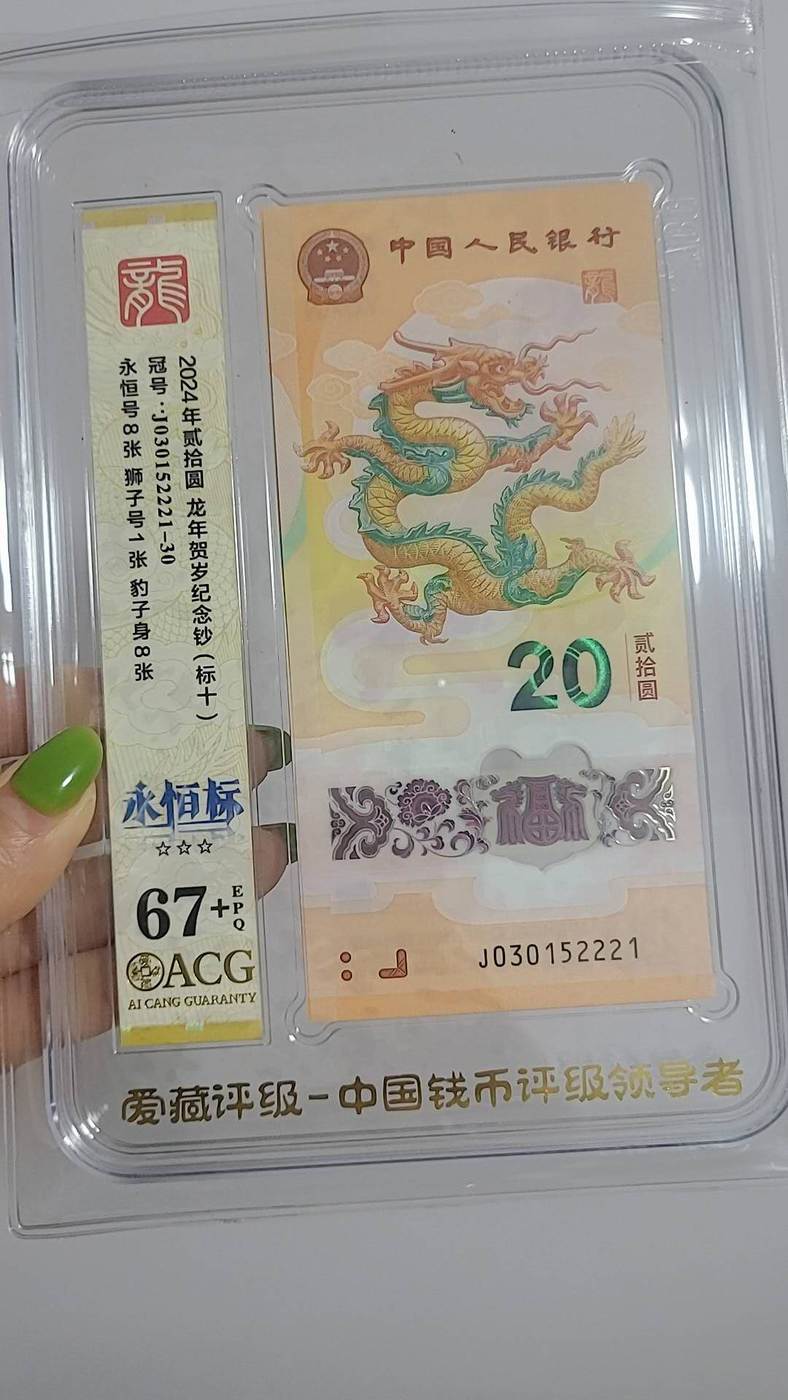 龍
2024年贰拾圆 龙年贺岁纪念钞(标十)
冠号:J030152221-30
永恒号8张 狮子号1张 豹子身8张
永恒标
☆☆☆
67+EPQ
ACG
AI CANG GUARANTY
中国人民银行
龍
20
贰拾圆
福
J030152221
爱藏评级-中国钱币评级领导者